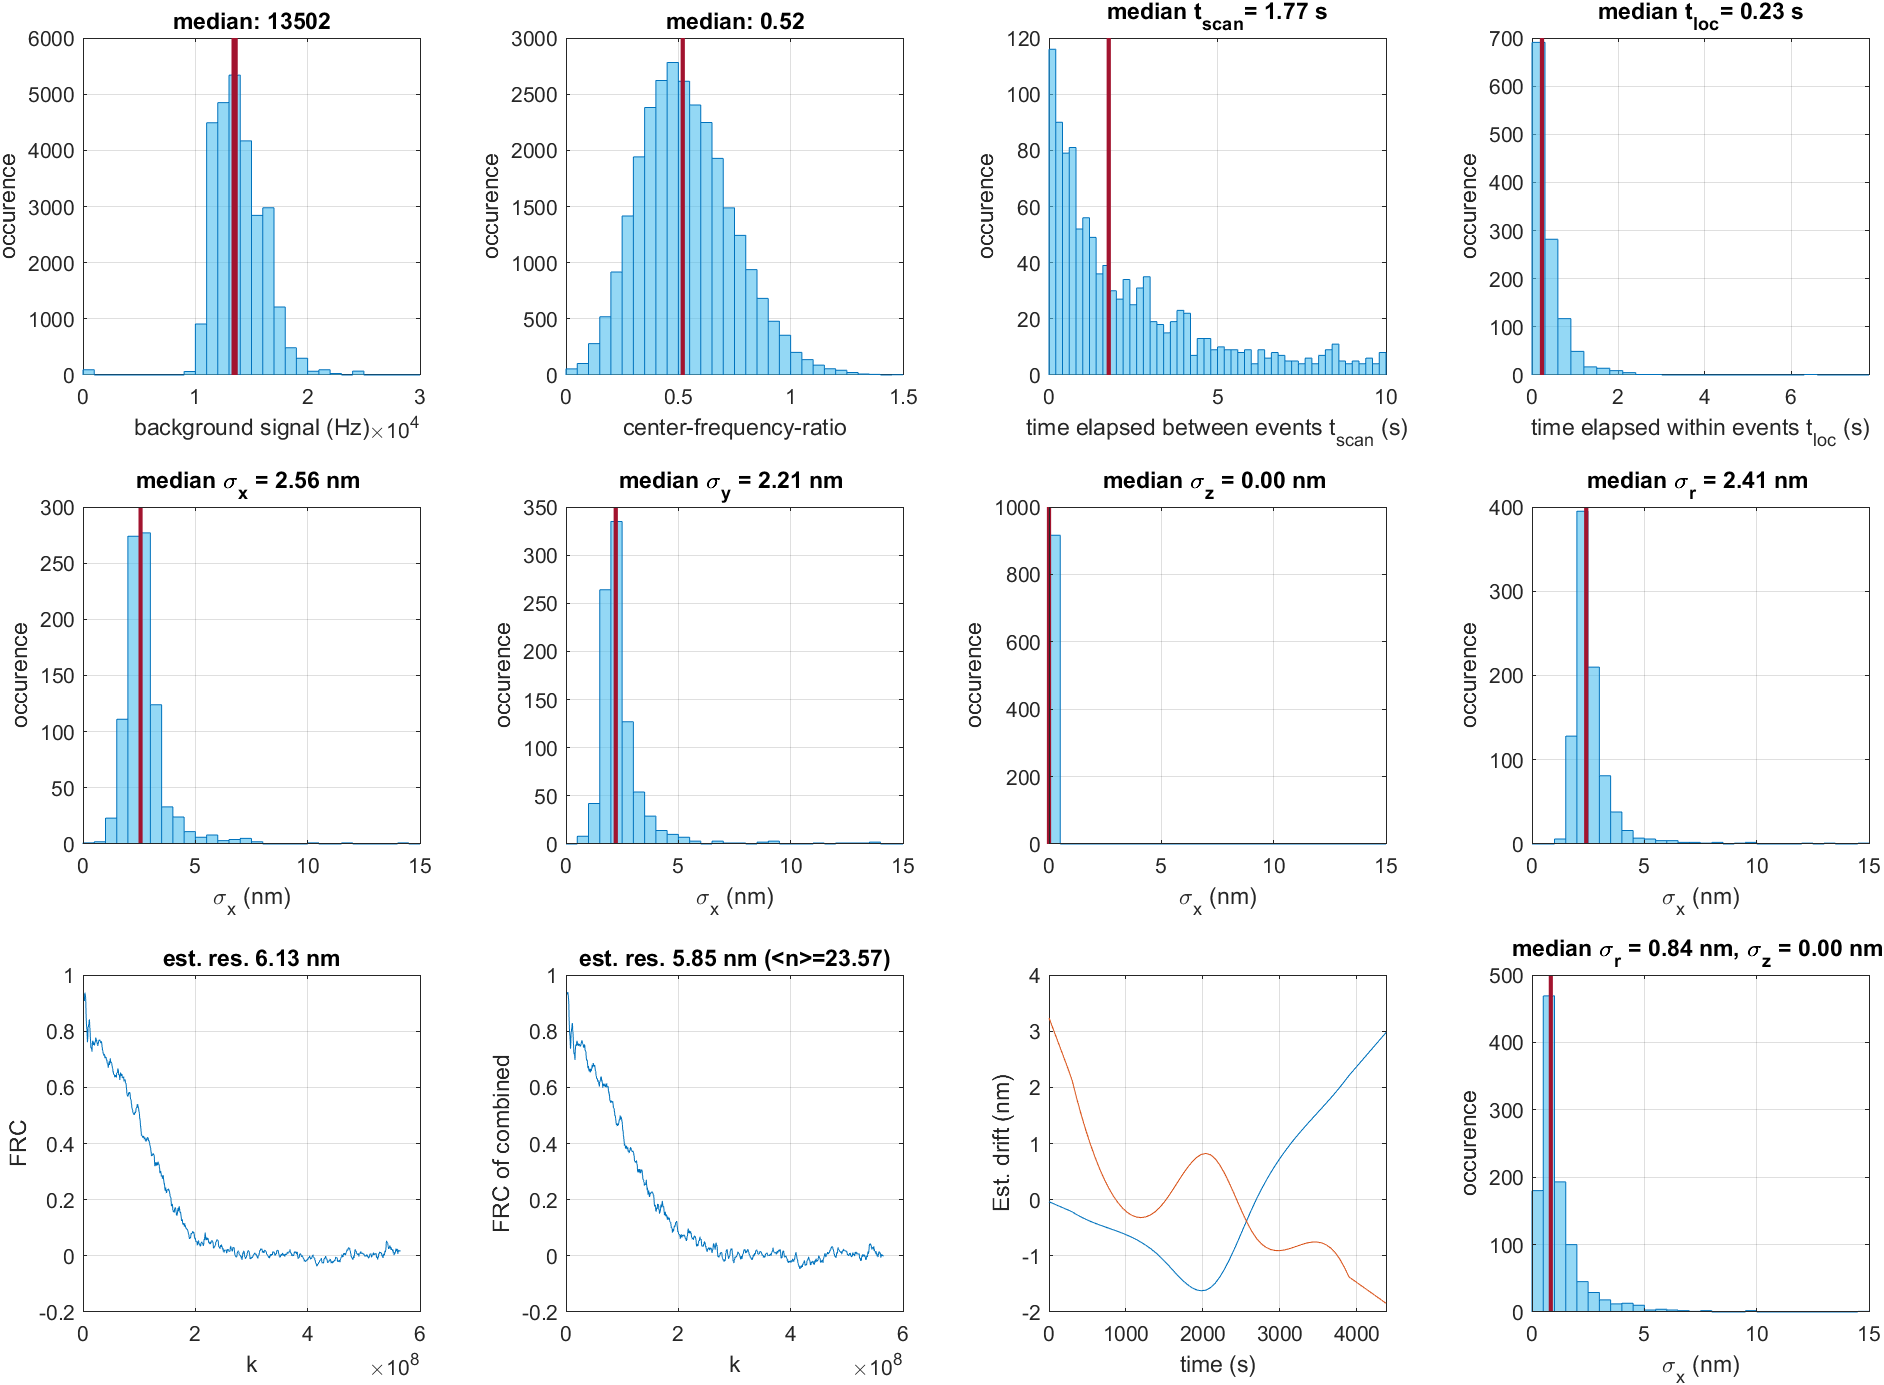 median: 13502
6000
5000
4000
3000
2000
1000
0
occurence
0 1 2 3
background signal (Hz) ×10⁴
median: 0.52
3000
2500
2000
1500
1000
500
0
occurence
0 0.5 1 1.5
center-frequency-ratio
median t_scan = 1.77 s
120
100
80
60
40
20
0
occurence
0 5 10
time elapsed between events t_scan (s)
median t_loc = 0.23 s
700
600
500
400
300
200
100
0
occurence
0 2 4 6
time elapsed within events t_loc (s)
median σ_x = 2.56 nm
300
250
200
150
100
50
0
occurence
0 5 10 15
σ_x (nm)
median σ_y = 2.21 nm
350
300
250
200
150
100
50
0
occurence
0 5 10 15
σ_x (nm)
median σ_z = 0.00 nm
1000
800
600
400
200
0
occurence
0 5 10 15
σ_x (nm)
median σ_r = 2.41 nm
400
300
200
100
0
occurence
0 5 10 15
σ_x (nm)
est. res. 6.13 nm
1
0.8
0.6
0.4
0.2
0
-0.2
FRC
0 2 4 6
k ×10⁸
est. res. 5.85 nm (<n>=23.57)
1
0.8
0.6
0.4
0.2
0
-0.2
FRC of combined
0 2 4 6
k ×10⁸
4
3
2
1
0
-1
-2
Est. drift (nm)
0 1000 2000 3000 4000
time (s)
median σ_r = 0.84 nm, σ_z = 0.00 nm
500
400
300
200
100
0
occurence
0 5 10 15
σ_x (nm)